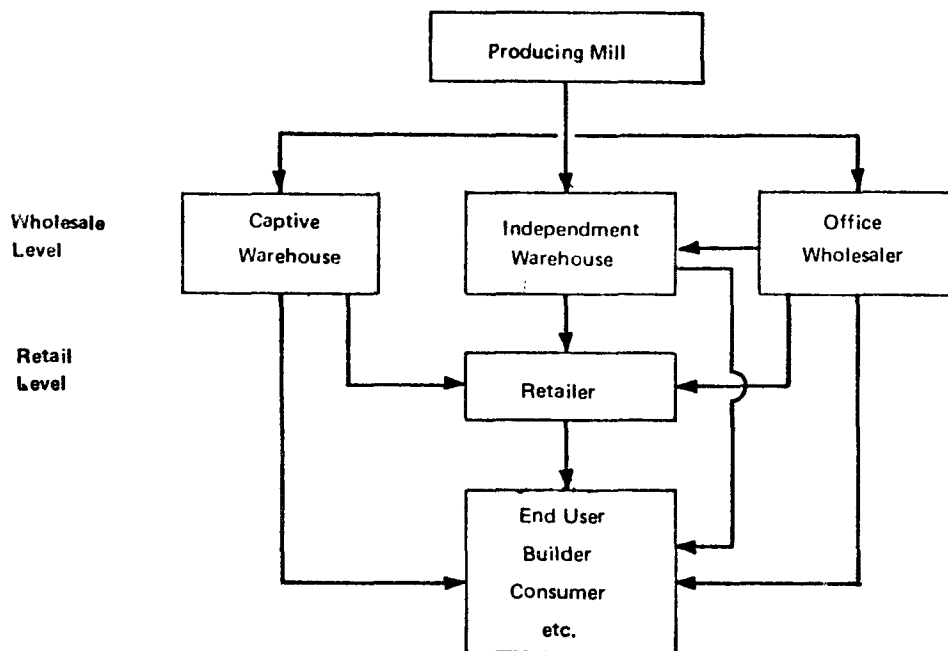 Producing Mill
Wholesale
Level
Captive
Warehouse
Independment
Warehouse
Office
Wholesaler
Retail
Level
Retailer
End User
Builder
Consumer
etc.